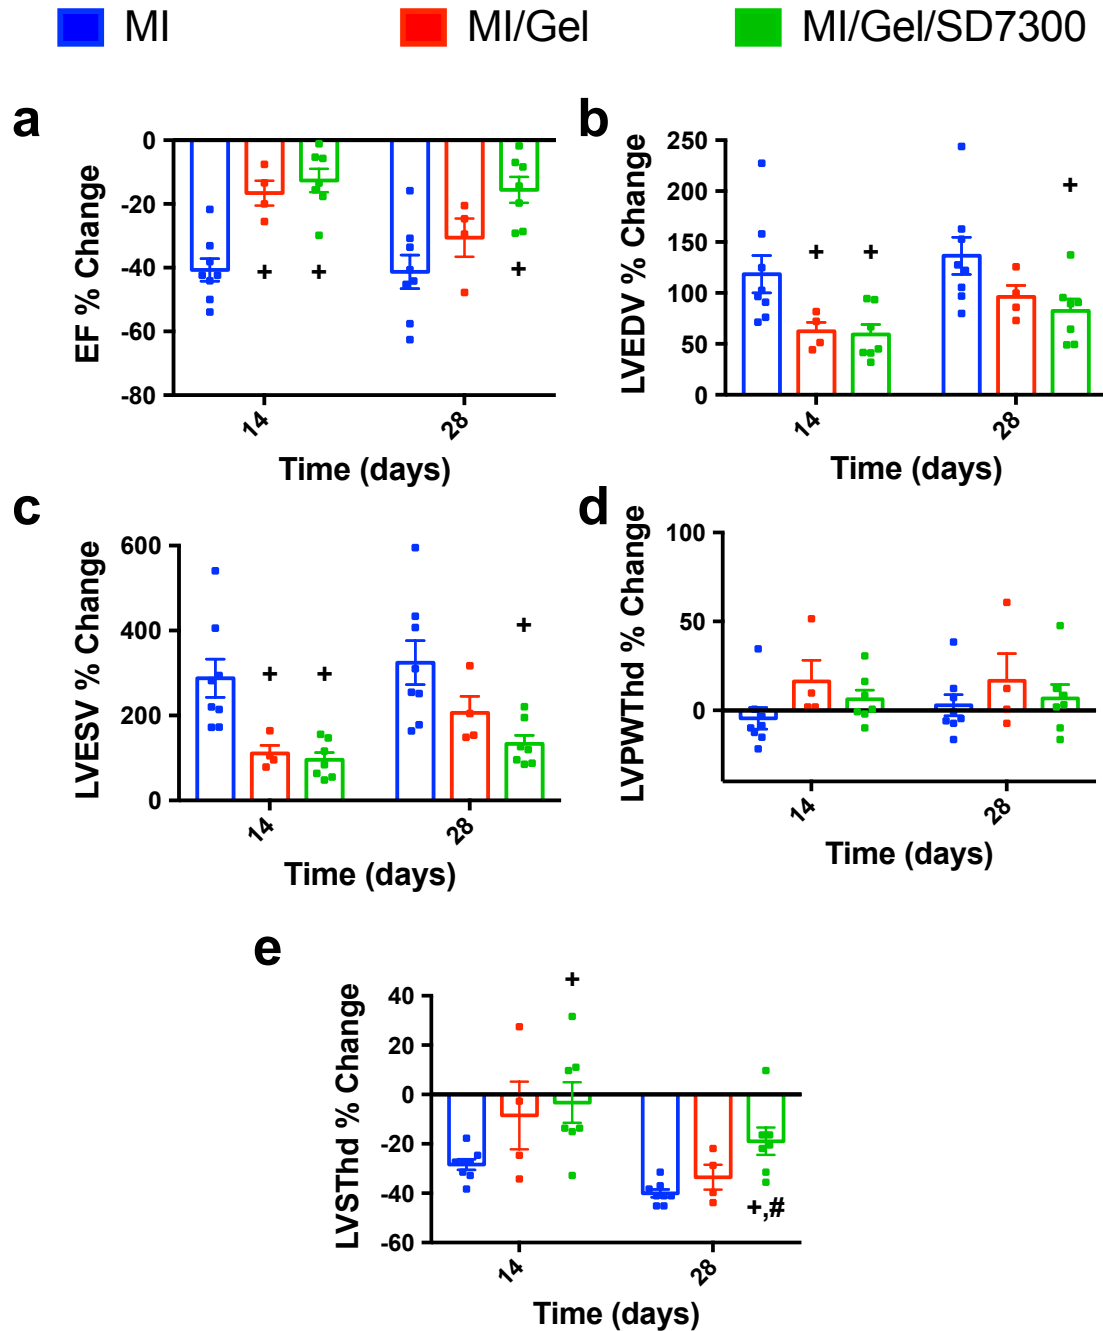 MI MI/Gel MI/Gel/SD7300
a
EF % Change
0
-20
-40
-60
-80
+ + +
14 28
Time (days)
b
LVEDV % Change
250
200
150
100
50
0
+ + +
14 28
Time (days)
c
LVESV % Change
600
400
200
0
+ + +
14 28
Time (days)
d
LVPWThd % Change
100
50
0
14 28
Time (days)
e
LVSThd % Change
40
20
0
-20
-40
-60
+
+,#
14 28
Time (days)